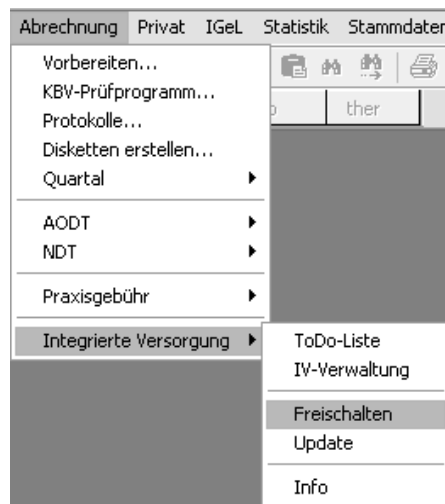 Abrechnung Privat IGeL Statistik Stammdaten
Vorbereiten...
KBV-Prüfprogramm...
Protokolle...
ther
Disketten erstellen...
Quartal
AODT
NDT
Praxisgebühr
Integrierte Versorgung
ToDo-Liste
IV-Verwaltung
Freischalten
Update
Info